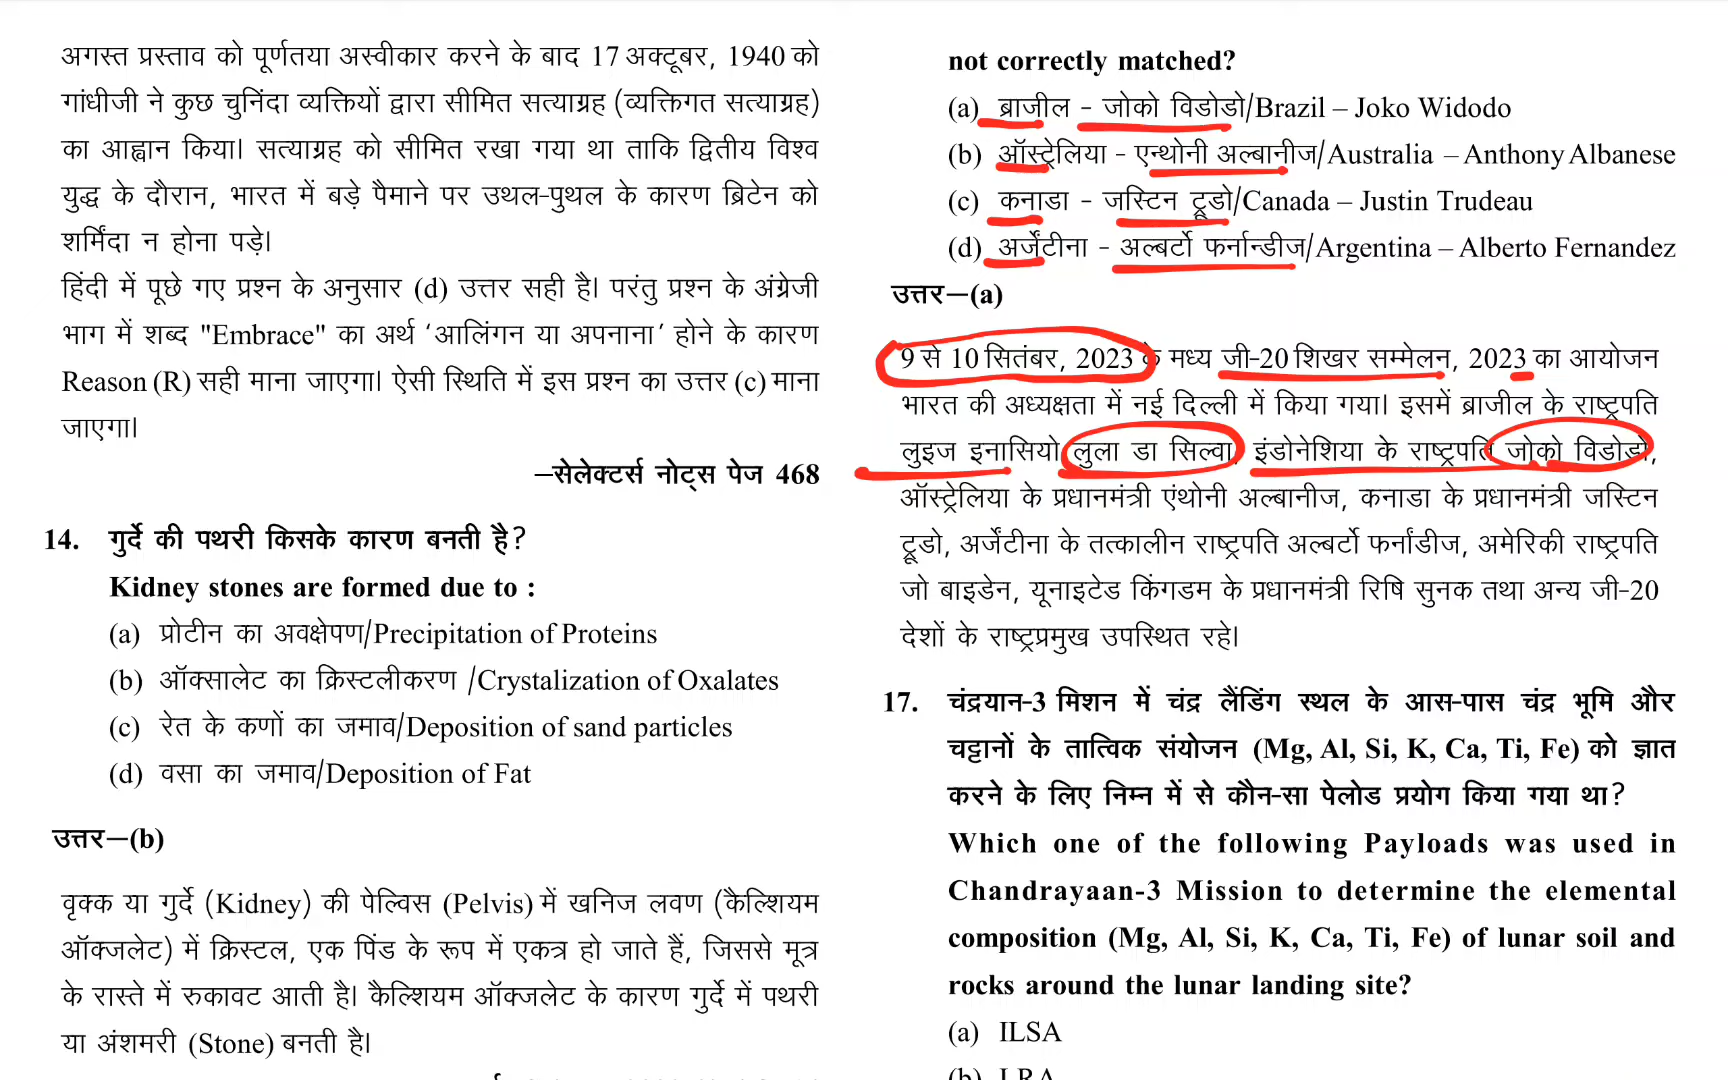 अगस्त प्रस्ताव को पूर्णतया अस्वीकार करने के बाद 17 अक्टूबर, 1940 को
गांधीजी ने कुछ चुनिंदा व्यक्तियों द्वारा सीमित सत्याग्रह (व्यक्तिगत सत्याग्रह)
का आह्वान किया। सत्याग्रह को सीमित रखा गया था ताकि द्वितीय विश्व
युद्ध के दौरान, भारत में बड़े पैमाने पर उथल-पुथल के कारण ब्रिटेन को
शर्मिंदा न होना पड़े।
हिंदी में पूछे गए प्रश्न के अनुसार (d) उत्तर सही है। परंतु प्रश्न के अंग्रेजी
भाग में शब्द "Embrace" का अर्थ ‘आलिंगन या अपनाना’ होने के कारण
Reason (R) सही माना जाएगा। ऐसी स्थिति में इस प्रश्न का उत्तर (c) माना
जाएगा।
–सेलेक्टर्स नोट्स पेज 468
14. गुर्दे की पथरी किसके कारण बनती है?
Kidney stones are formed due to :
(a) प्रोटीन का अवक्षेपण/Precipitation of Proteins
(b) ऑक्सालेट का क्रिस्टलीकरण /Crystalization of Oxalates
(c) रेत के कणों का जमाव/Deposition of sand particles
(d) वसा का जमाव/Deposition of Fat
उत्तर–(b)
वृक्क या गुर्दे (Kidney) की पेल्विस (Pelvis) में खनिज लवण (कैल्शियम
ऑक्जलेट) में क्रिस्टल, एक पिंड के रूप में एकत्र हो जाते हैं, जिससे मूत्र
के रास्ते में रुकावट आती है। कैल्शियम ऑक्जलेट के कारण गुर्दे में पथरी
या अंशमरी (Stone) बनती है।
not correctly matched?
(a) ब्राजील - जोको विडोडो/Brazil – Joko Widodo
(b) ऑस्ट्रेलिया - एन्थोनी अल्बानीज/Australia – Anthony Albanese
(c) कनाडा - जस्टिन ट्रूडो/Canada – Justin Trudeau
(d) अर्जेंटीना - अल्बर्टो फर्नान्डीज/Argentina – Alberto Fernandez
उत्तर–(a)
9 से 10 सितंबर, 2023 के मध्य जी-20 शिखर सम्मेलन, 2023 का आयोजन
भारत की अध्यक्षता में नई दिल्ली में किया गया। इसमें ब्राजील के राष्ट्रपति
लुइज इनासियो लुला डा सिल्वा, इंडोनेशिया के राष्ट्रपति जोको विडोडो,
ऑस्ट्रेलिया के प्रधानमंत्री एंथोनी अल्बानीज, कनाडा के प्रधानमंत्री जस्टिन
ट्रूडो, अर्जेंटीना के तत्कालीन राष्ट्रपति अल्बर्टो फर्नांडीज, अमेरिकी राष्ट्रपति
जो बाइडेन, यूनाइटेड किंगडम के प्रधानमंत्री रिषि सुनक तथा अन्य जी-20
देशों के राष्ट्रप्रमुख उपस्थित रहे।
17. चंद्रयान-3 मिशन में चंद्र लैंडिंग स्थल के आस-पास चंद्र भूमि और
चट्टानों के तात्विक संयोजन (Mg, Al, Si, K, Ca, Ti, Fe) को ज्ञात
करने के लिए निम्न में से कौन-सा पेलोड प्रयोग किया गया था?
Which one of the following Payloads was used in
Chandrayaan-3 Mission to determine the elemental
composition (Mg, Al, Si, K, Ca, Ti, Fe) of lunar soil and
rocks around the lunar landing site?
(a) ILSA
(b) LRA